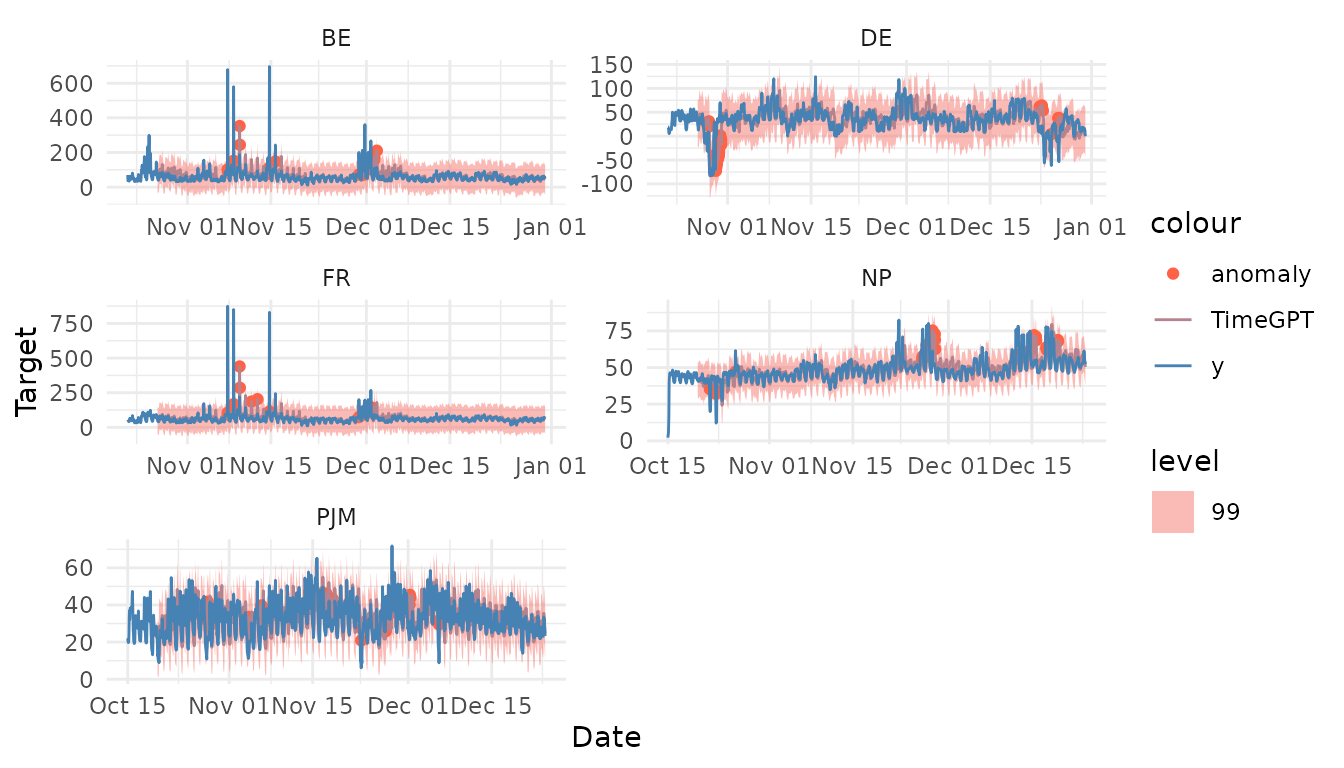 BE
600
400
200
0
Nov 01 Nov 15 Dec 01 Dec 15 Jan 01
DE
150
100
50
0
-50
-100
Nov 01 Nov 15 Dec 01 Dec 15 Jan 01
FR
750
500
250
0
Nov 01 Nov 15 Dec 01 Dec 15 Jan 01
NP
75
50
25
0
Oct 15 Nov 01 Nov 15 Dec 01 Dec 15
PJM
60
40
20
0
Oct 15 Nov 01 Nov 15 Dec 01 Dec 15
Target
Date
colour
anomaly
TimeGPT
y
level
99